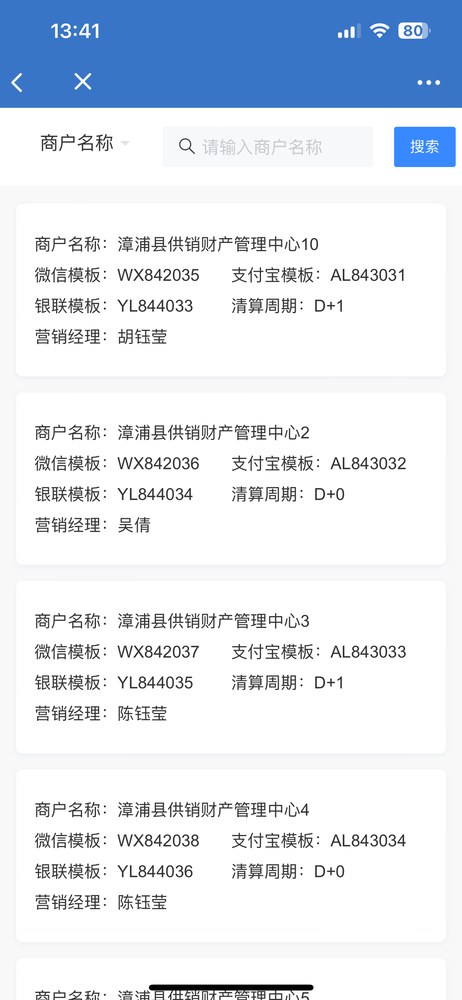 13:41
80
商户名称
请输入商户名称
搜索
商户名称：漳浦县供销财产管理中心10
微信模板：WX842035 支付宝模板：AL843031
银联模板：YL844033 清算周期：D+1
营销经理：胡钰莹
商户名称：漳浦县供销财产管理中心2
微信模板：WX842036 支付宝模板：AL843032
银联模板：YL844034 清算周期：D+0
营销经理：吴倩
商户名称：漳浦县供销财产管理中心3
微信模板：WX842037 支付宝模板：AL843033
银联模板：YL844035 清算周期：D+1
营销经理：陈钰莹
商户名称：漳浦县供销财产管理中心4
微信模板：WX842038 支付宝模板：AL843034
银联模板：YL844036 清算周期：D+0
营销经理：陈钰莹
商户名称：漳浦县供销财产管理中心5